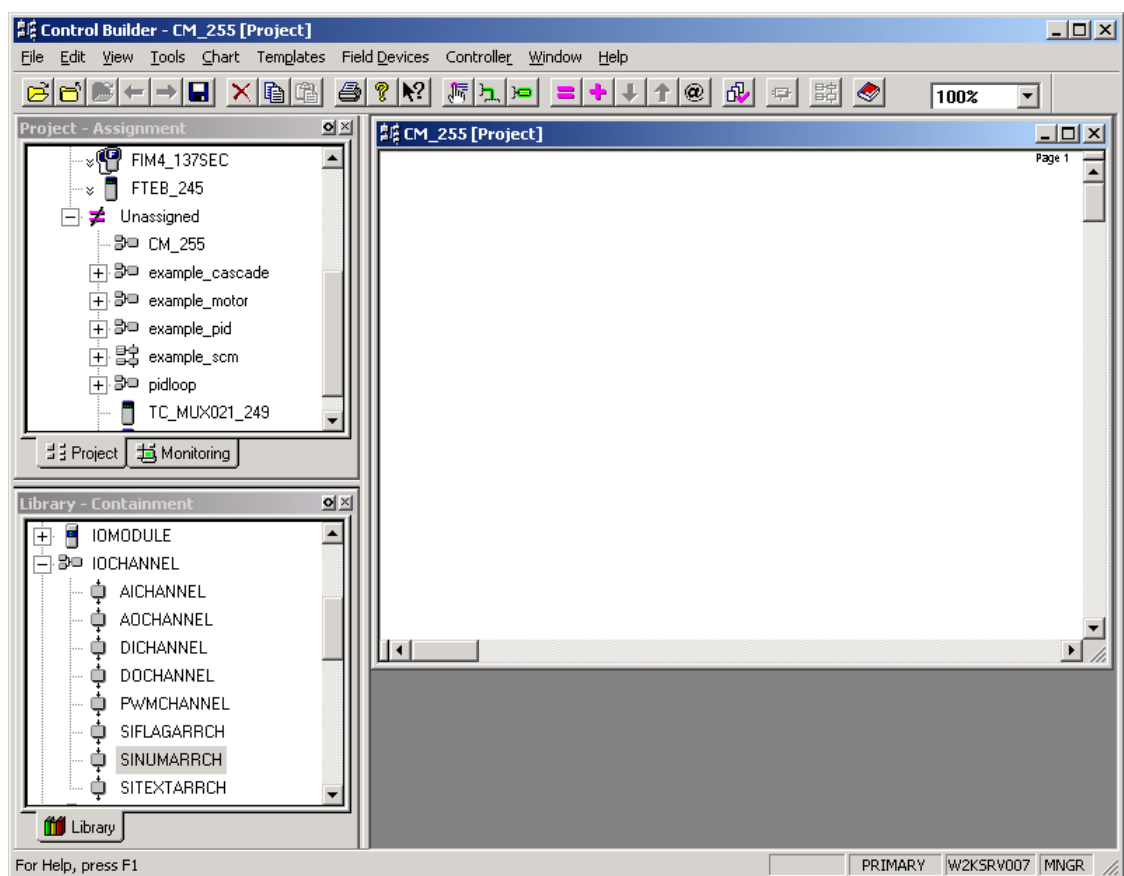 Control Builder - CM_255 [Project]
File Edit View Tools Chart Templates Field Devices Controller Window Help
100%
Project - Assignment
FIM4_137SEC
FTEB_245
Unassigned
CM_255
example_cascade
example_motor
example_pid
example_scm
pidloop
TC_MUX021_249
Project Monitoring
CM_255 [Project]
Page 1
Library - Containment
IOMODULE
IOCHANNEL
AICHANNEL
AOCHANNEL
DICHANNEL
DOCHANNEL
PWMCHANNEL
SIFLAGARRCH
SINUMARRCH
SITEXTARRCH
Library
For Help, press F1 PRIMARY W2KSRV007 MNGR